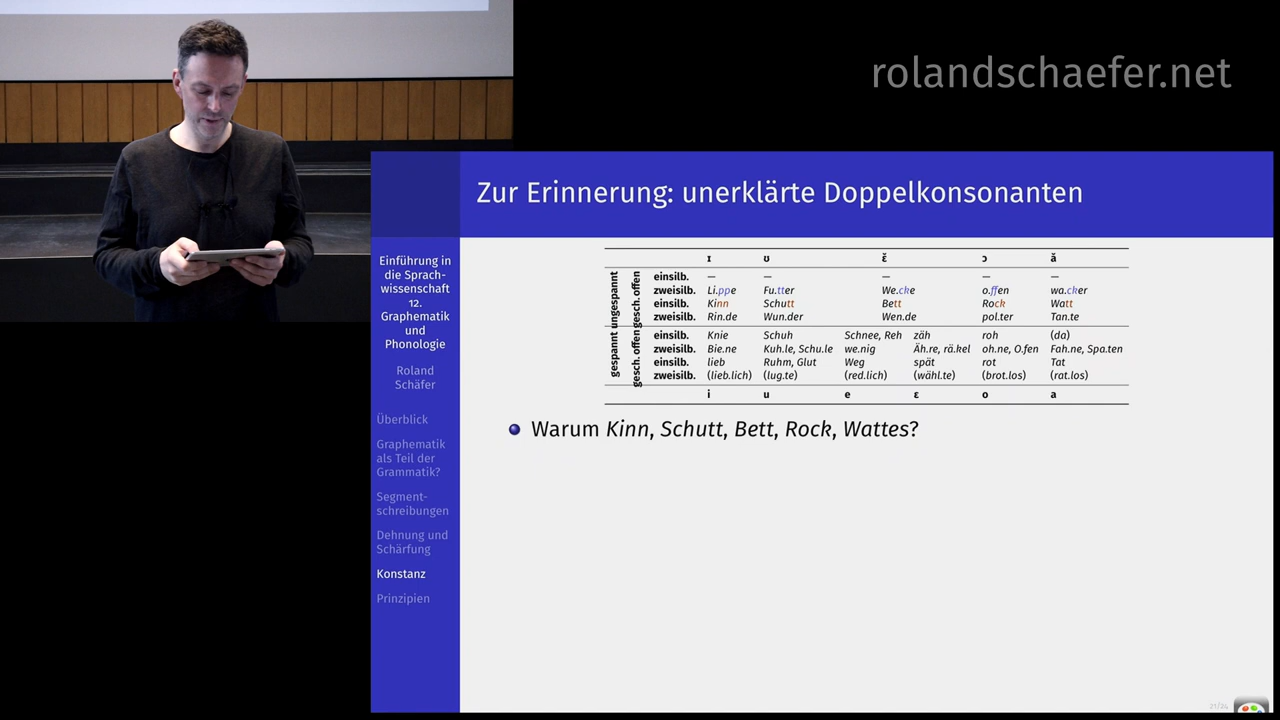 rolandschaefer.net
Zur Erinnerung: unerklärte Doppelkonsonanten
Einführung in
die Sprach-
wissenschaft
12.
Graphematik
und
Phonologie
Roland
Schäfer
Überblick
Graphematik
als Teil der
Grammatik?
Segment-
schreibungen
Dehnung und
Schärfung
Konstanz
Prinzipien
ɪ ʊ ɛ̆ ɔ ă
ungespannt
offen
gesch.
einsilb. — — — — —
zweisilb. Li.ppe Fu.tter We.cke o.ffen wa.cker
einsilb. Kinn Schutt Bett Rock Watt
zweisilb. Rin.de Wun.der Wen.de pol.ter Tan.te
gespannt
offen
gesch.
einsilb. Knie Schuh Schnee, Reh zäh roh (da)
zweisilb. Bie.ne Kuh.le, Schu.le we.nig Äh.re, rä.kel oh.ne, O.fen Fah.ne, Spa.ten
einsilb. lieb Ruhm, Glut Weg spät rot Tat
zweisilb. (lieb.lich) (lug.te) (red.lich) (wähl.te) (brot.los) (rat.los)
i u e ɛ o a
Warum Kinn, Schutt, Bett, Rock, Wattes?